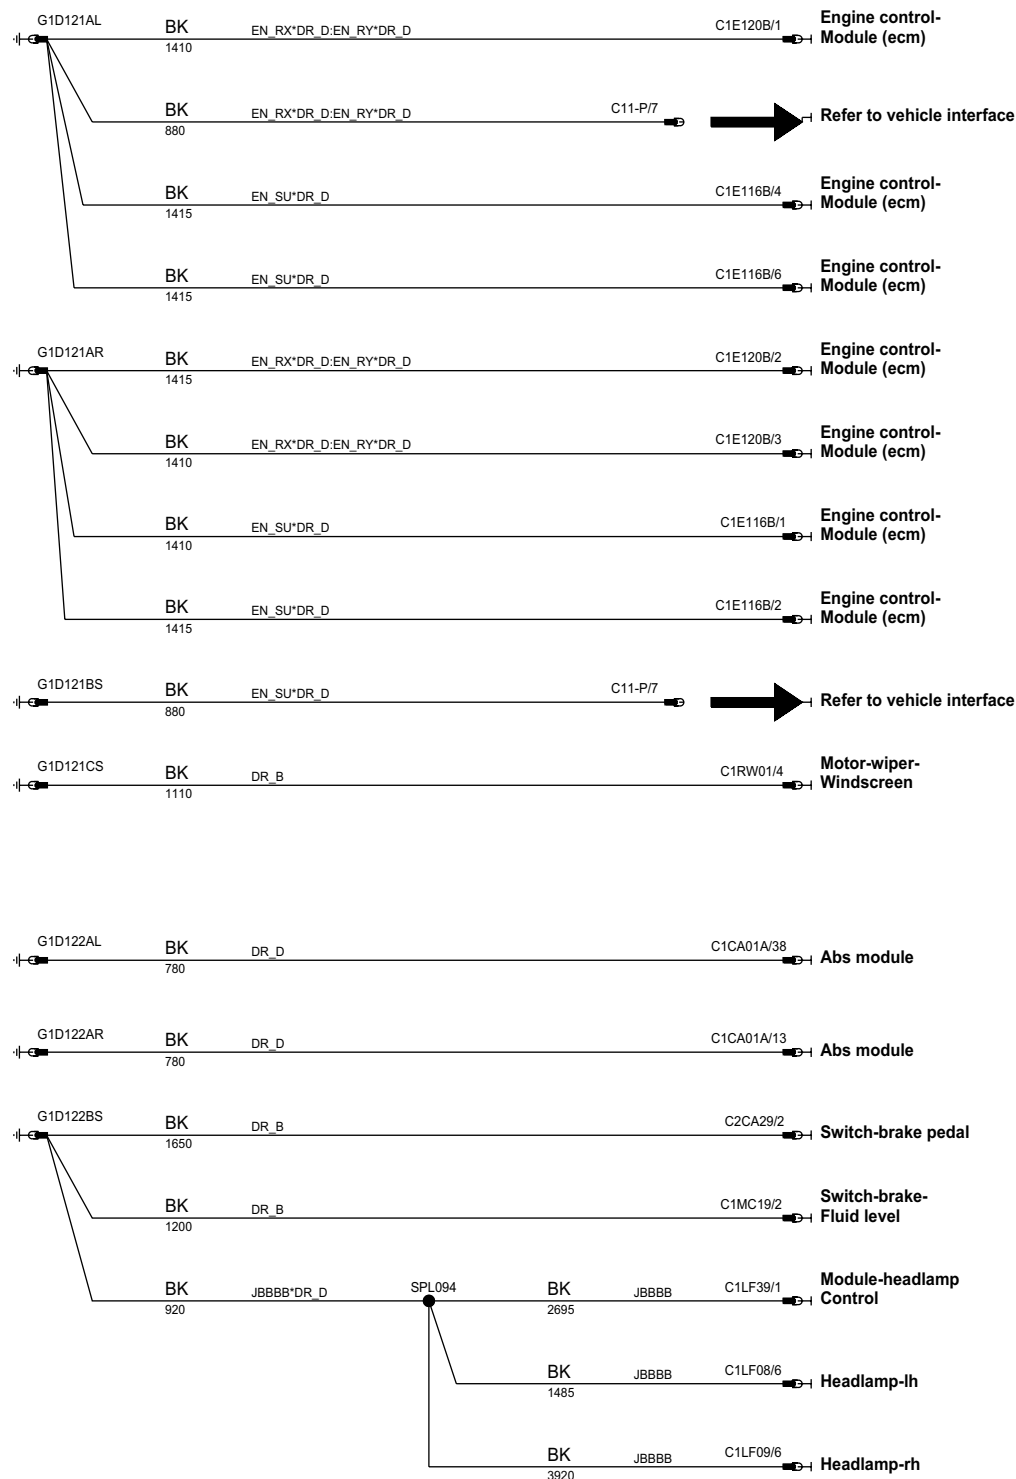 G1D121AL BK EN_RX*DR_D:EN_RY*DR_D C1E120B/1 Engine control-
1410 Module (ecm)
BK EN_RX*DR_D:EN_RY*DR_D C11-P/7 Refer to vehicle interface
880
BK EN_SU*DR_D C1E116B/4 Engine control-
1415 Module (ecm)
BK EN_SU*DR_D C1E116B/6 Engine control-
1415 Module (ecm)
G1D121AR BK EN_RX*DR_D:EN_RY*DR_D C1E120B/2 Engine control-
1415 Module (ecm)
BK EN_RX*DR_D:EN_RY*DR_D C1E120B/3 Engine control-
1410 Module (ecm)
BK EN_SU*DR_D C1E116B/1 Engine control-
1410 Module (ecm)
BK EN_SU*DR_D C1E116B/2 Engine control-
1415 Module (ecm)
G1D121BS BK EN_SU*DR_D C11-P/7 Refer to vehicle interface
880
G1D121CS BK DR_B C1RW01/4 Motor-wiper-
1110 Windscreen
G1D122AL BK DR_D C1CA01A/38 Abs module
780
G1D122AR BK DR_D C1CA01A/13 Abs module
780
G1D122BS BK DR_B C2CA29/2 Switch-brake pedal
1650
BK DR_B C1MC19/2 Switch-brake-
1200 Fluid level
BK JBBBB*DR_D SPL094 BK JBBBB C1LF39/1 Module-headlamp
920 2695 Control
BK JBBBB C1LF08/6 Headlamp-lh
1485
BK JBBBB C1LF09/6 Headlamp-rh
3920